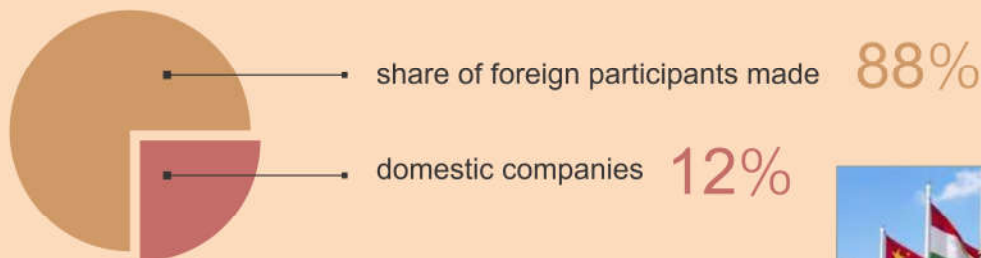 share of foreign participants made 88%
domestic companies 12%